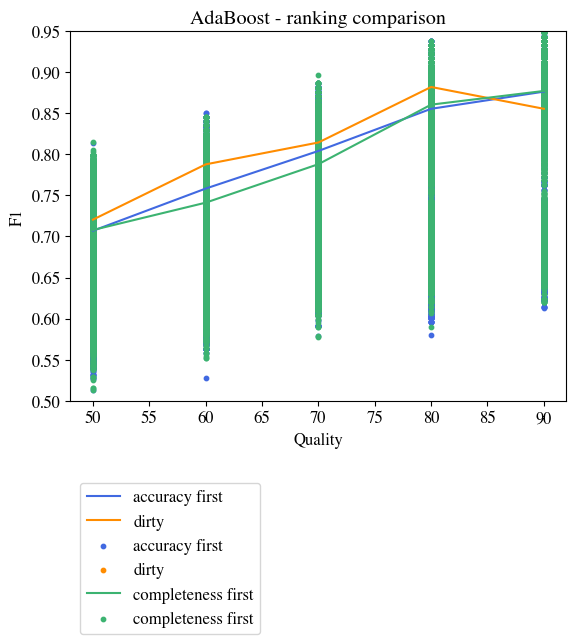 AdaBoost - ranking comparison
F1
0.95
0.90
0.85
0.80
0.75
0.70
0.65
0.60
0.55
0.50
50 55 60 65 70 75 80 85 90
Quality
accuracy first
dirty
accuracy first
dirty
completeness first
completeness first